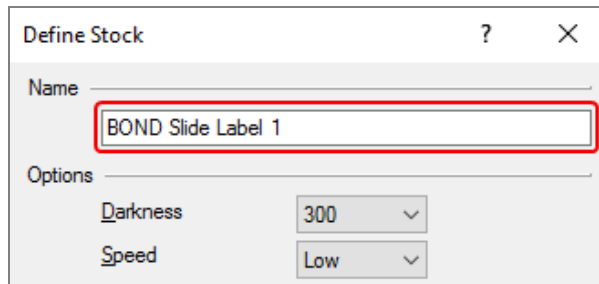 Define Stock ?
Name
BOND Slide Label 1
Options
Darkness 300
Speed Low